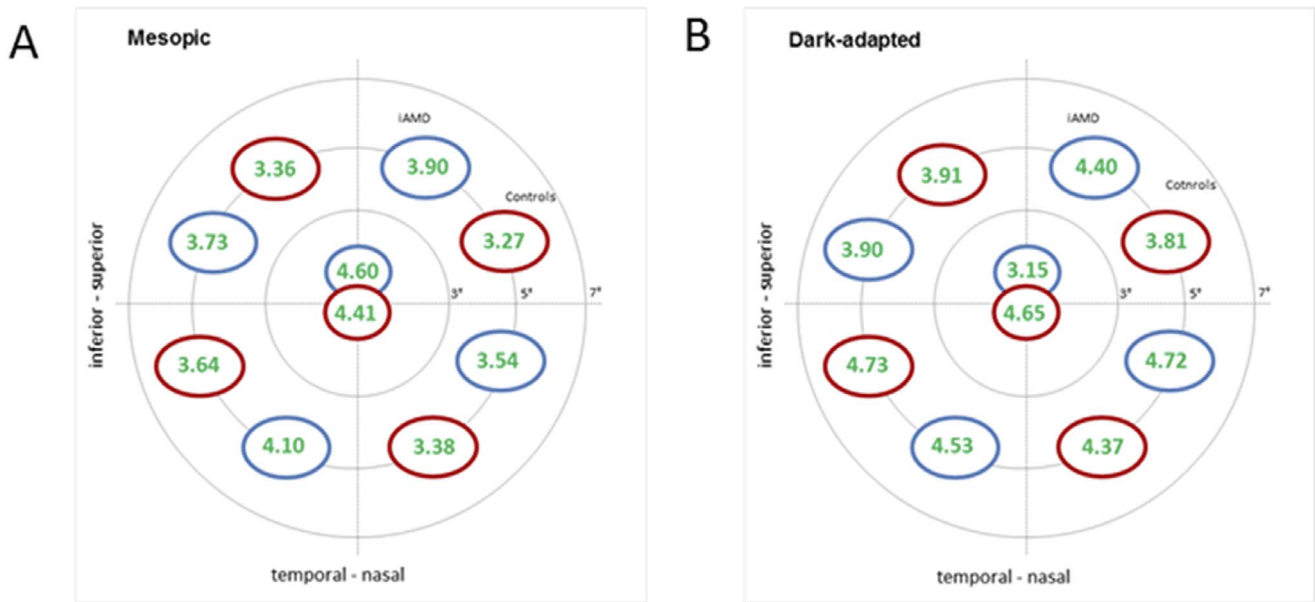 A
Mesopic
iAMD
3.36
3.90
Controls
3.73
3.27
4.60
4.41
3°
5°
7°
3.64
3.54
4.10
3.38
inferior - superior
temporal - nasal
B
Dark-adapted
iAMD
3.91
4.40
Cotnrols
3.90
3.81
3.15
4.65
3°
5°
7°
4.73
4.72
4.53
4.37
inferior - superior
temporal - nasal